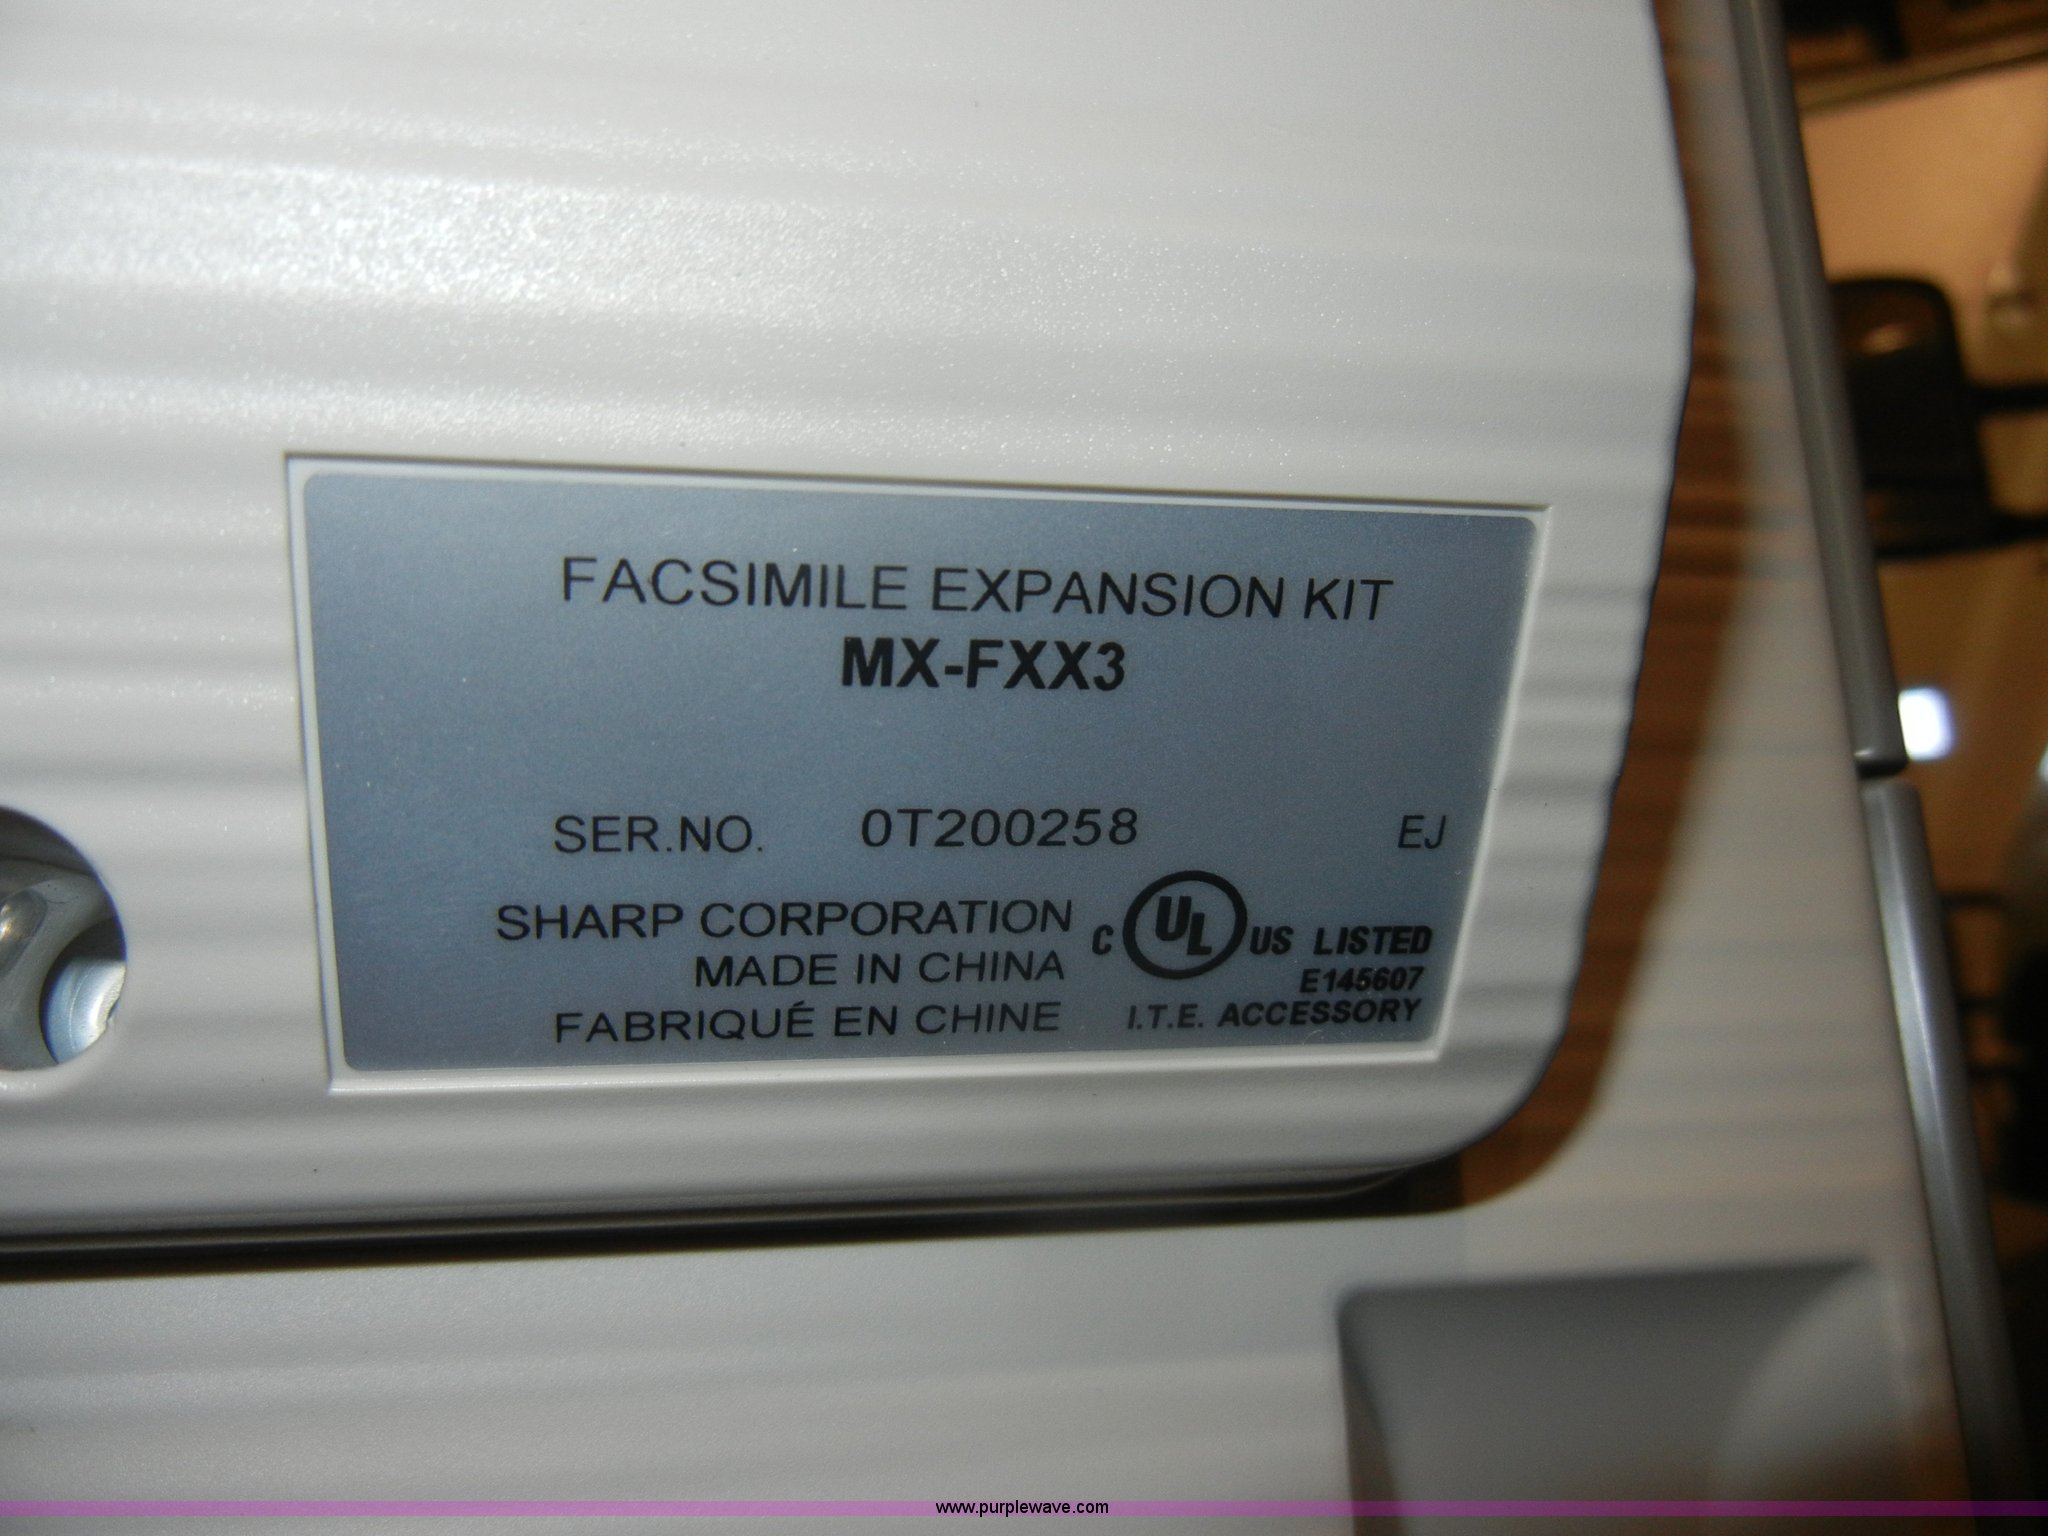 FACSIMILE EXPANSION KIT
MX-FXX3
SER.NO. 0T200258 EJ
SHARP CORPORATION
MADE IN CHINA
FABRIQUÉ EN CHINE
C UL US LISTED
E145607
I.T.E. ACCESSORY
www.purplewave.com